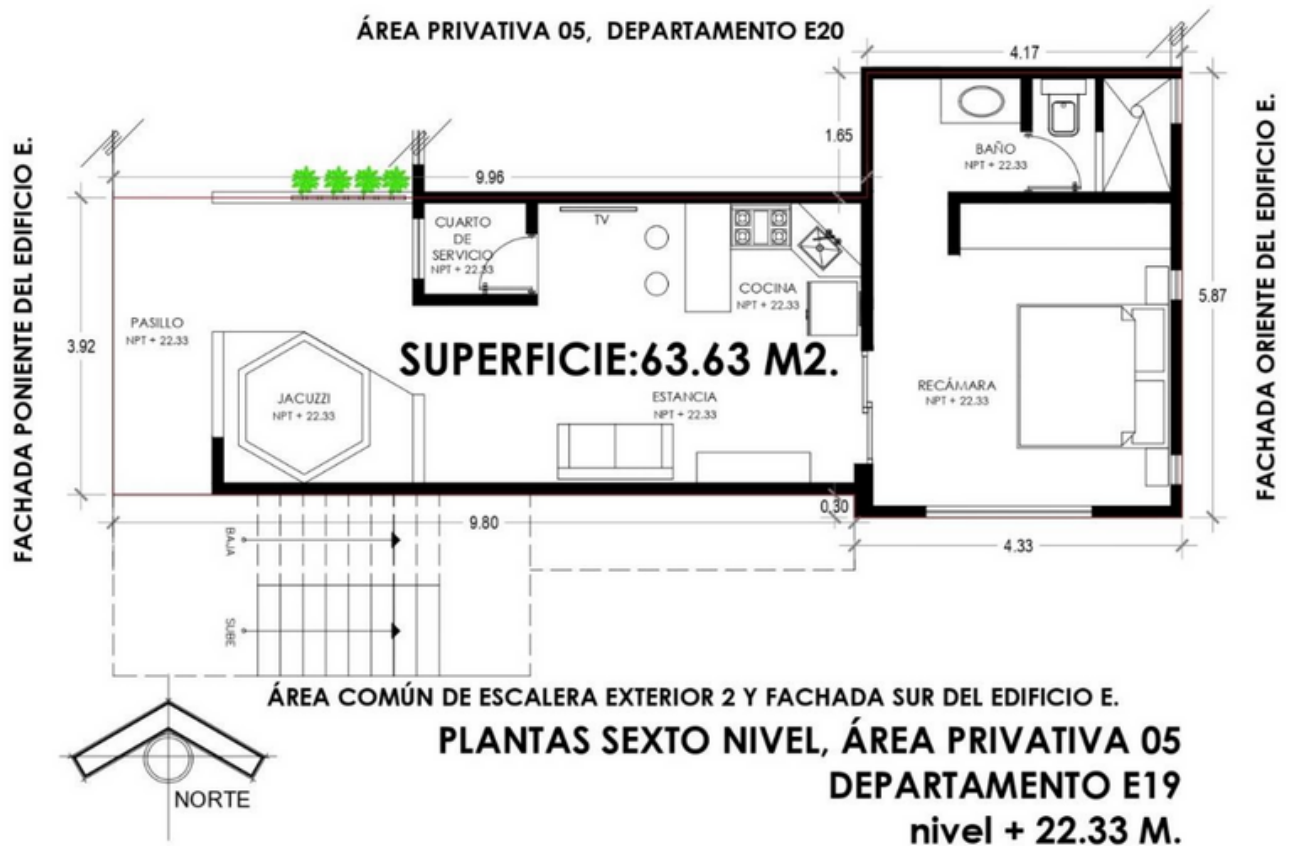 ÁREA PRIVATIVA 05, DEPARTAMENTO E20
4.17
1.65
9.96
FACHADA PONIENTE DEL EDIFICIO E.
FACHADA ORIENTE DEL EDIFICIO E.
BAÑO
NPT + 22.33
CUARTO
DE
SERVICIO
NPT + 22.33
TV
COCINA
NPT + 22.33
5.87
PASILLO
NPT + 22.33
3.92
SUPERFICIE:63.63 M2.
JACUZZI
NPT + 22.33
ESTANCIA
NPT + 22.33
RECÁMARA
NPT + 22.33
0.30
9.80
4.33
BAJA
SUBE
ÁREA COMÚN DE ESCALERA EXTERIOR 2 Y FACHADA SUR DEL EDIFICIO E.
PLANTAS SEXTO NIVEL, ÁREA PRIVATIVA 05
DEPARTAMENTO E19
nivel + 22.33 M.
NORTE